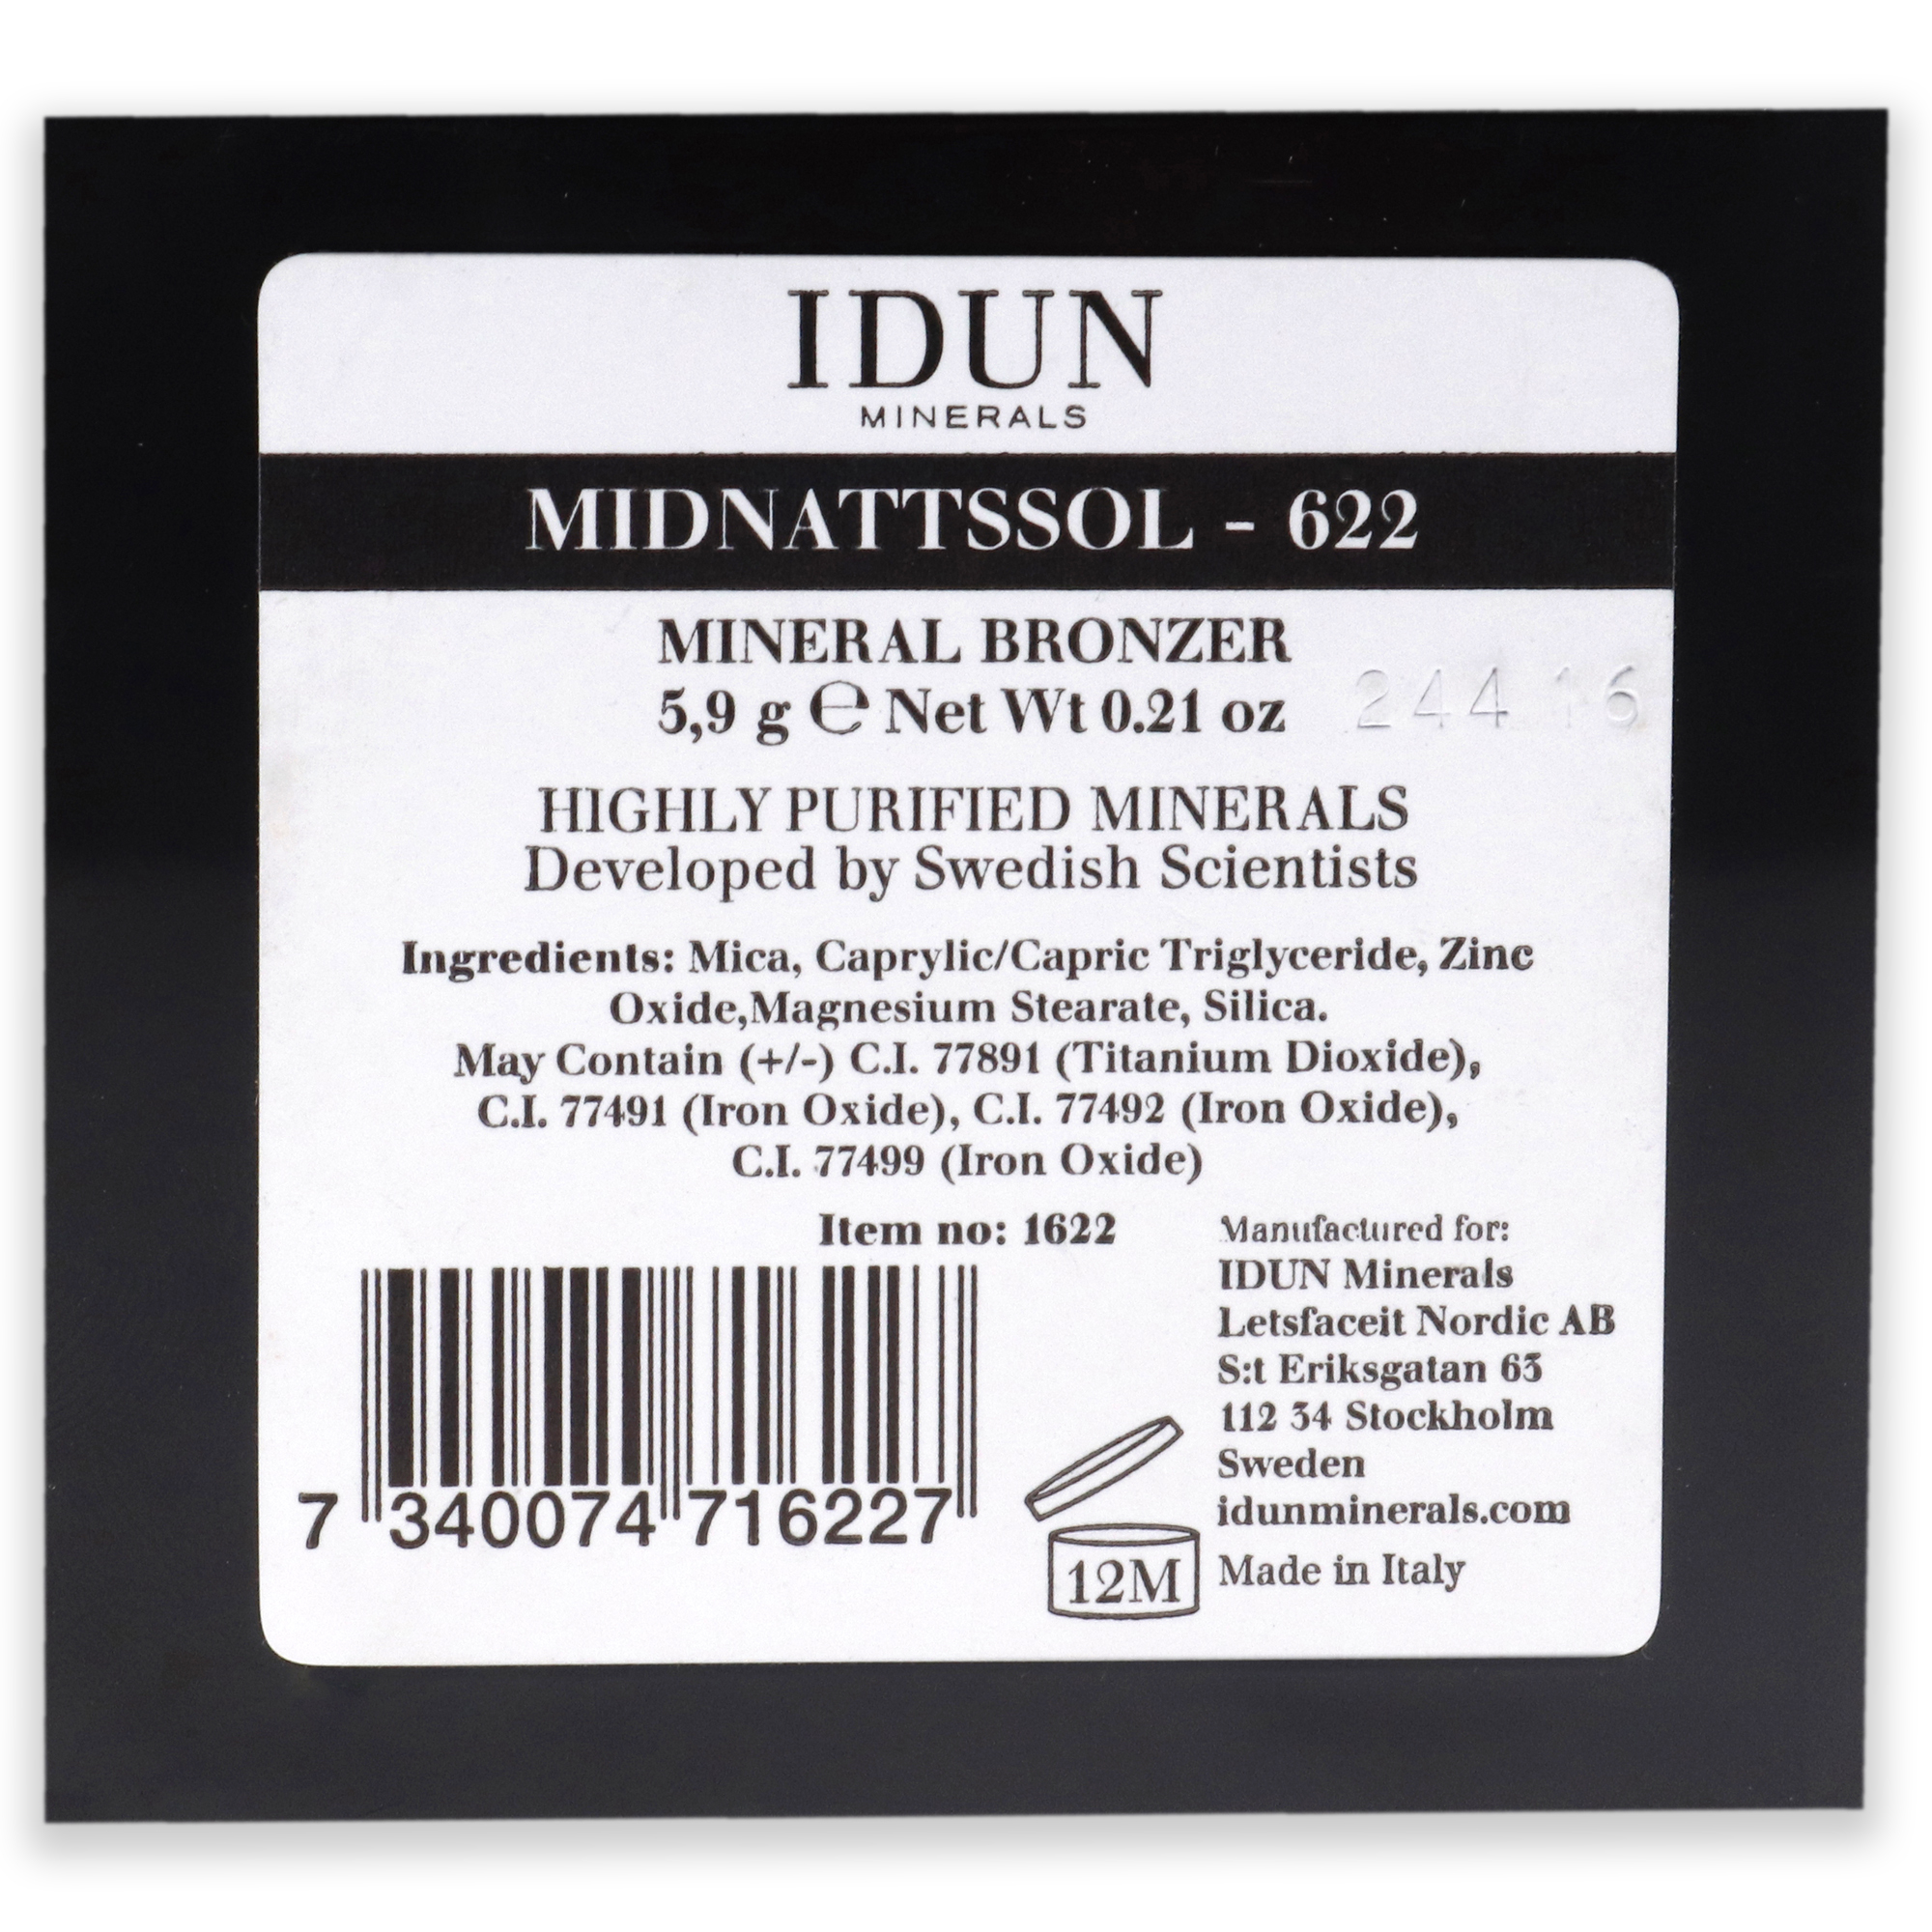 IDUN
MINERALS
MIDNATTSSOL - 622
MINERAL BRONZER
5,9 g ℮ Net Wt 0.21 oz
244 16
HIGHLY PURIFIED MINERALS
Developed by Swedish Scientists
Ingredients: Mica, Caprylic/Capric Triglyceride, Zinc
Oxide,Magnesium Stearate, Silica.
May Contain (+/-) C.I. 77891 (Titanium Dioxide),
C.I. 77491 (Iron Oxide), C.I. 77492 (Iron Oxide),
C.I. 77499 (Iron Oxide)
Item no: 1622
7 340074 716227
12M
Manufactured for:
IDUN Minerals
Letsfaceit Nordic AB
S:t Eriksgatan 63
112 34 Stockholm
Sweden
idunminerals.com
Made in Italy